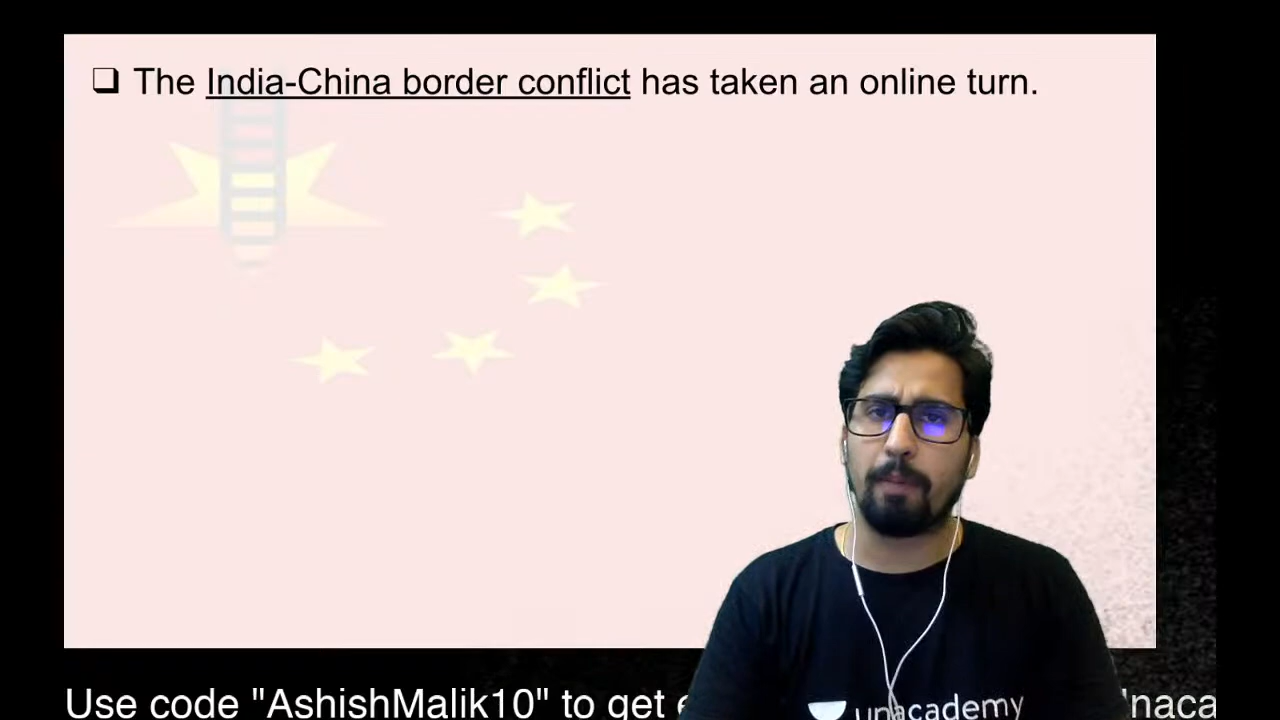 ❑ The India-China border conflict has taken an online turn.
unacademy
Use code "AshishMalik10" to get